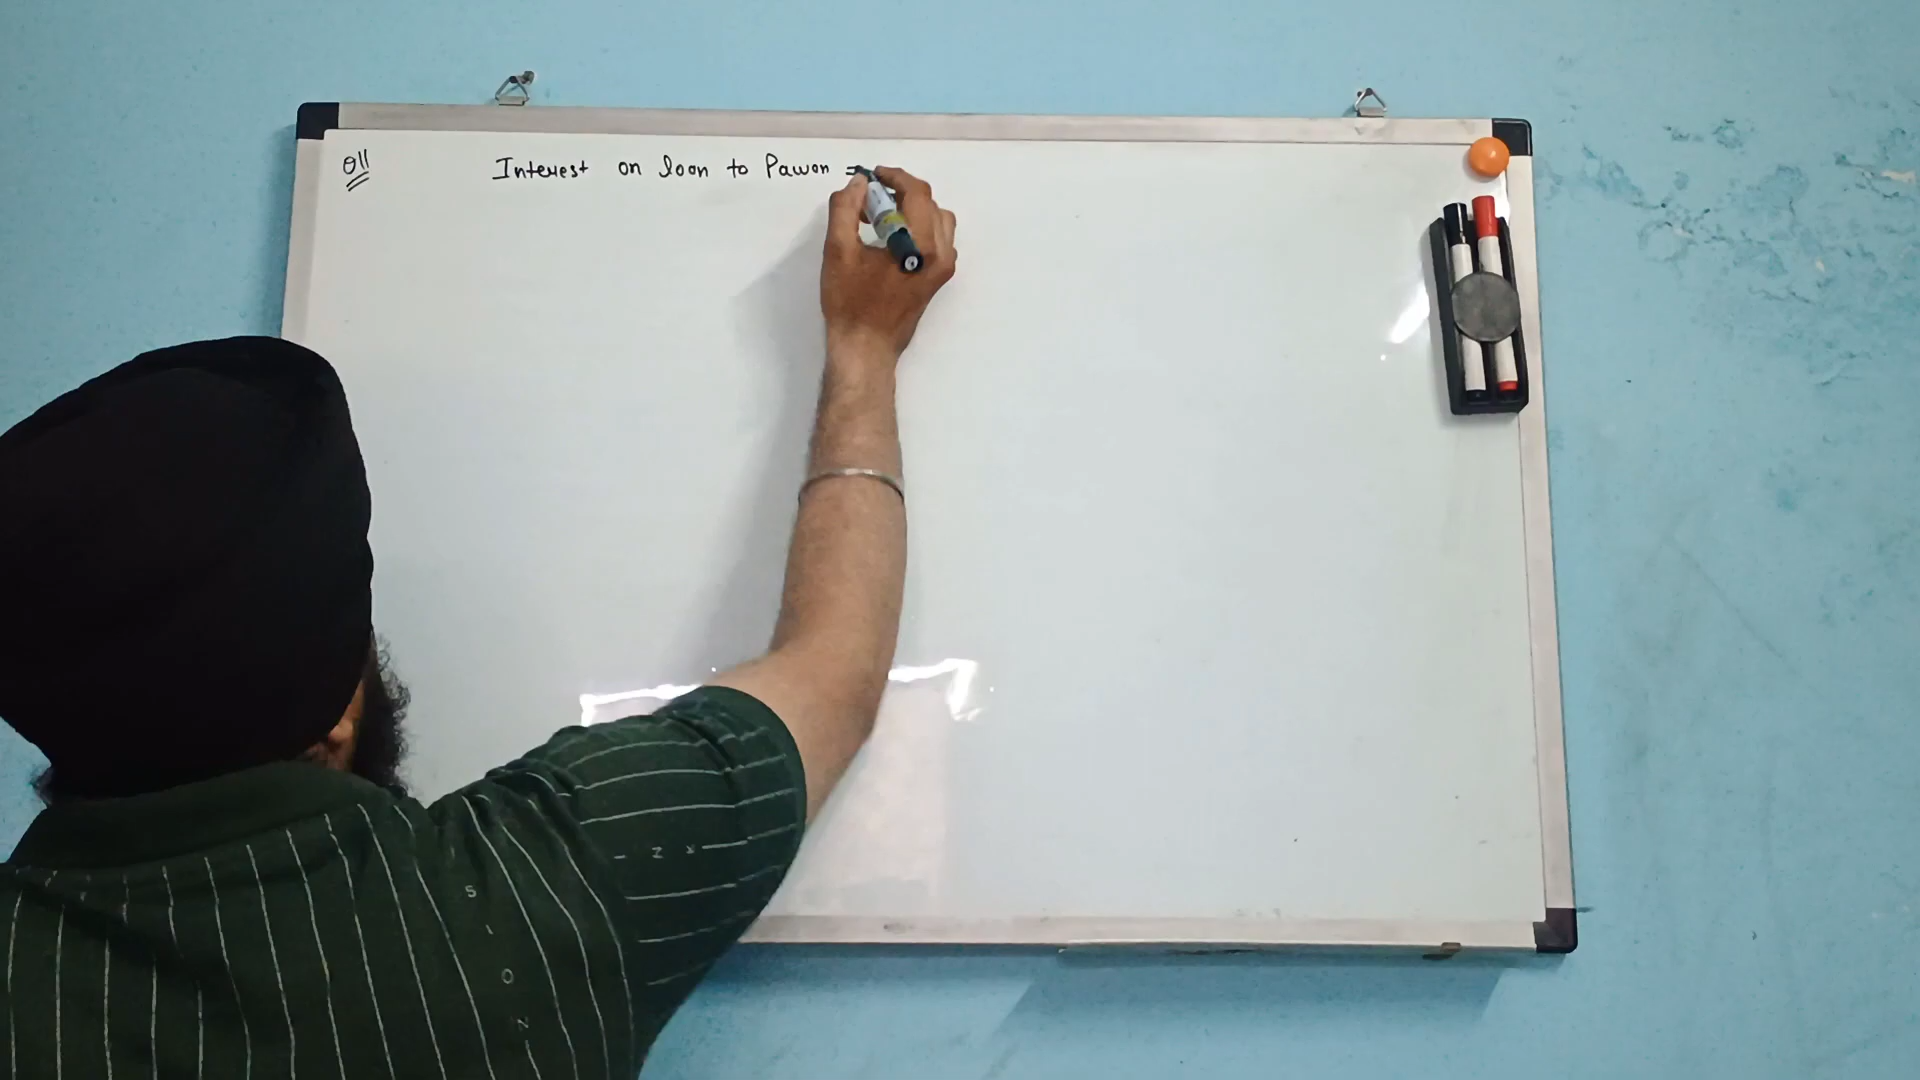 Q11 Interest on loan to Pawan =